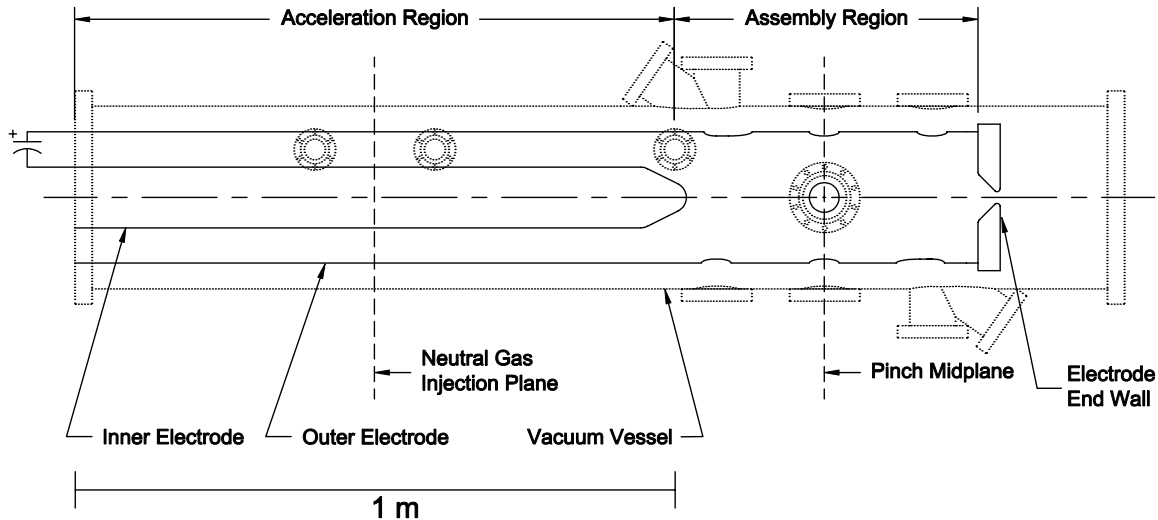 Acceleration Region
Assembly Region
+
Neutral Gas
Injection Plane
Pinch Midplane
Electrode
End Wall
Inner Electrode
Outer Electrode
Vacuum Vessel
1 m